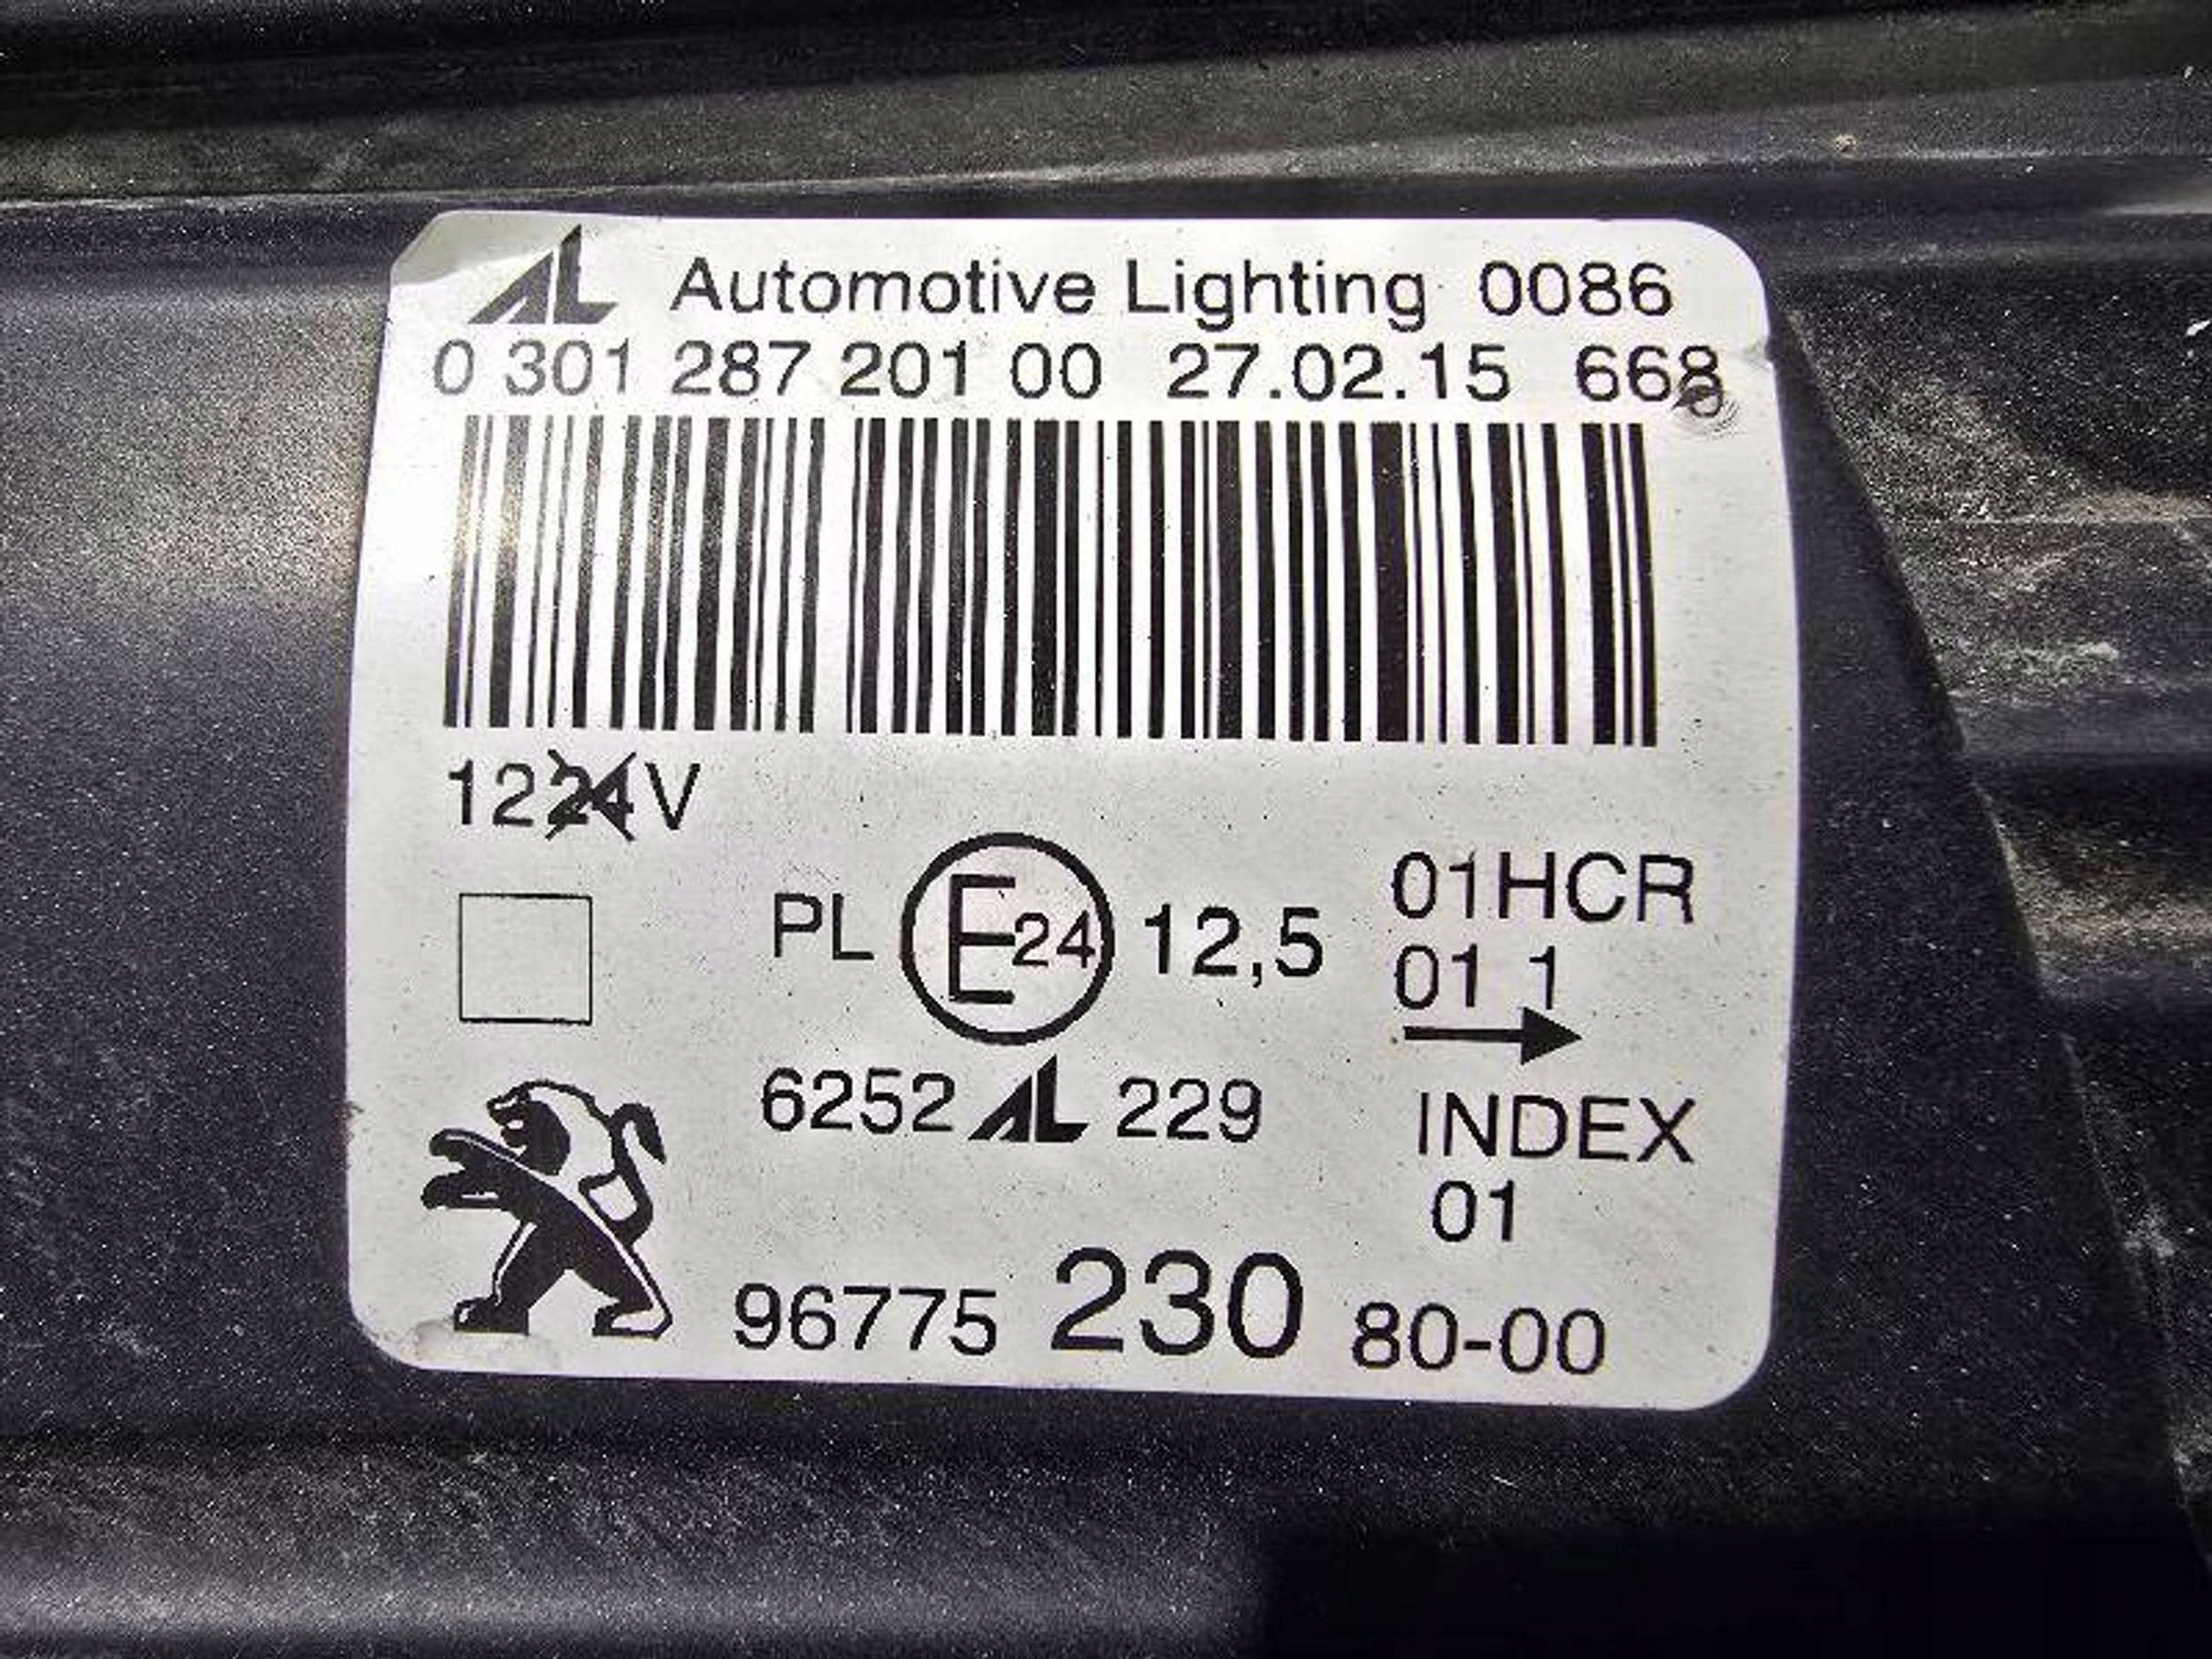 AL Automotive Lighting 0086
0 301 287 201 00 27.02.15 668
1224V
PL E24 12,5 01HCR
01 1
6252 AL 229
INDEX
01
96775 230 80-00